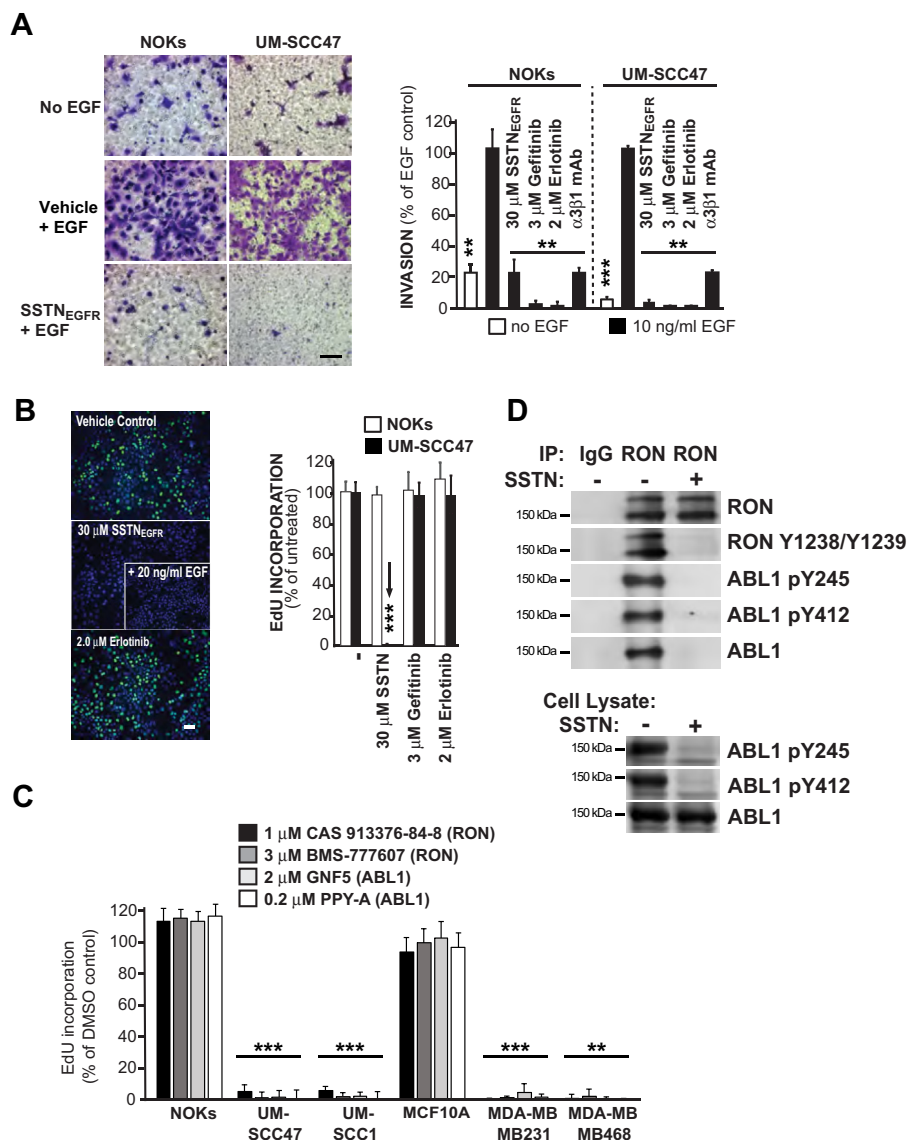 A
NOKs UM-SCC47
No EGF
Vehicle
+ EGF
SSTNEGFR
+ EGF
NOKs UM-SCC47
INVASION (% of EGF control)
120
100
80
60
40
20
0
**
30 μM SSTNEGFR
3 μM Gefitinib
2 μM Erlotinib
α3β1 mAb
**
***
30 μM SSTNEGFR
3 μM Gefitinib
2 μM Erlotinib
α3β1 mAb
**
no EGF 10 ng/ml EGF
B
Vehicle Control
30 μM SSTNEGFR
+ 20 ng/ml EGF
2.0 μM Erlotinib
NOKs
UM-SCC47
EdU INCORPORATION
(% of untreated)
120
100
80
60
40
20
0
***
-
30 μM SSTN
3 μM Gefitinib
2 μM Erlotinib
D
IP: IgG RON RON
SSTN: - - +
150 kDa RON
150 kDa RON Y1238/Y1239
150 kDa ABL1 pY245
150 kDa ABL1 pY412
150 kDa ABL1
Cell Lysate:
SSTN: - +
150 kDa ABL1 pY245
150 kDa ABL1 pY412
150 kDa ABL1
C
1 μM CAS 913376-84-8 (RON)
3 μM BMS-777607 (RON)
2 μM GNF5 (ABL1)
0.2 μM PPY-A (ABL1)
EdU incorporation
(% of DMSO control)
120
100
80
60
40
20
0
*** *** *** **
NOKs UM-SCC47 UM-SCC1 MCF10A MDA-MB MB231 MDA-MB MB468